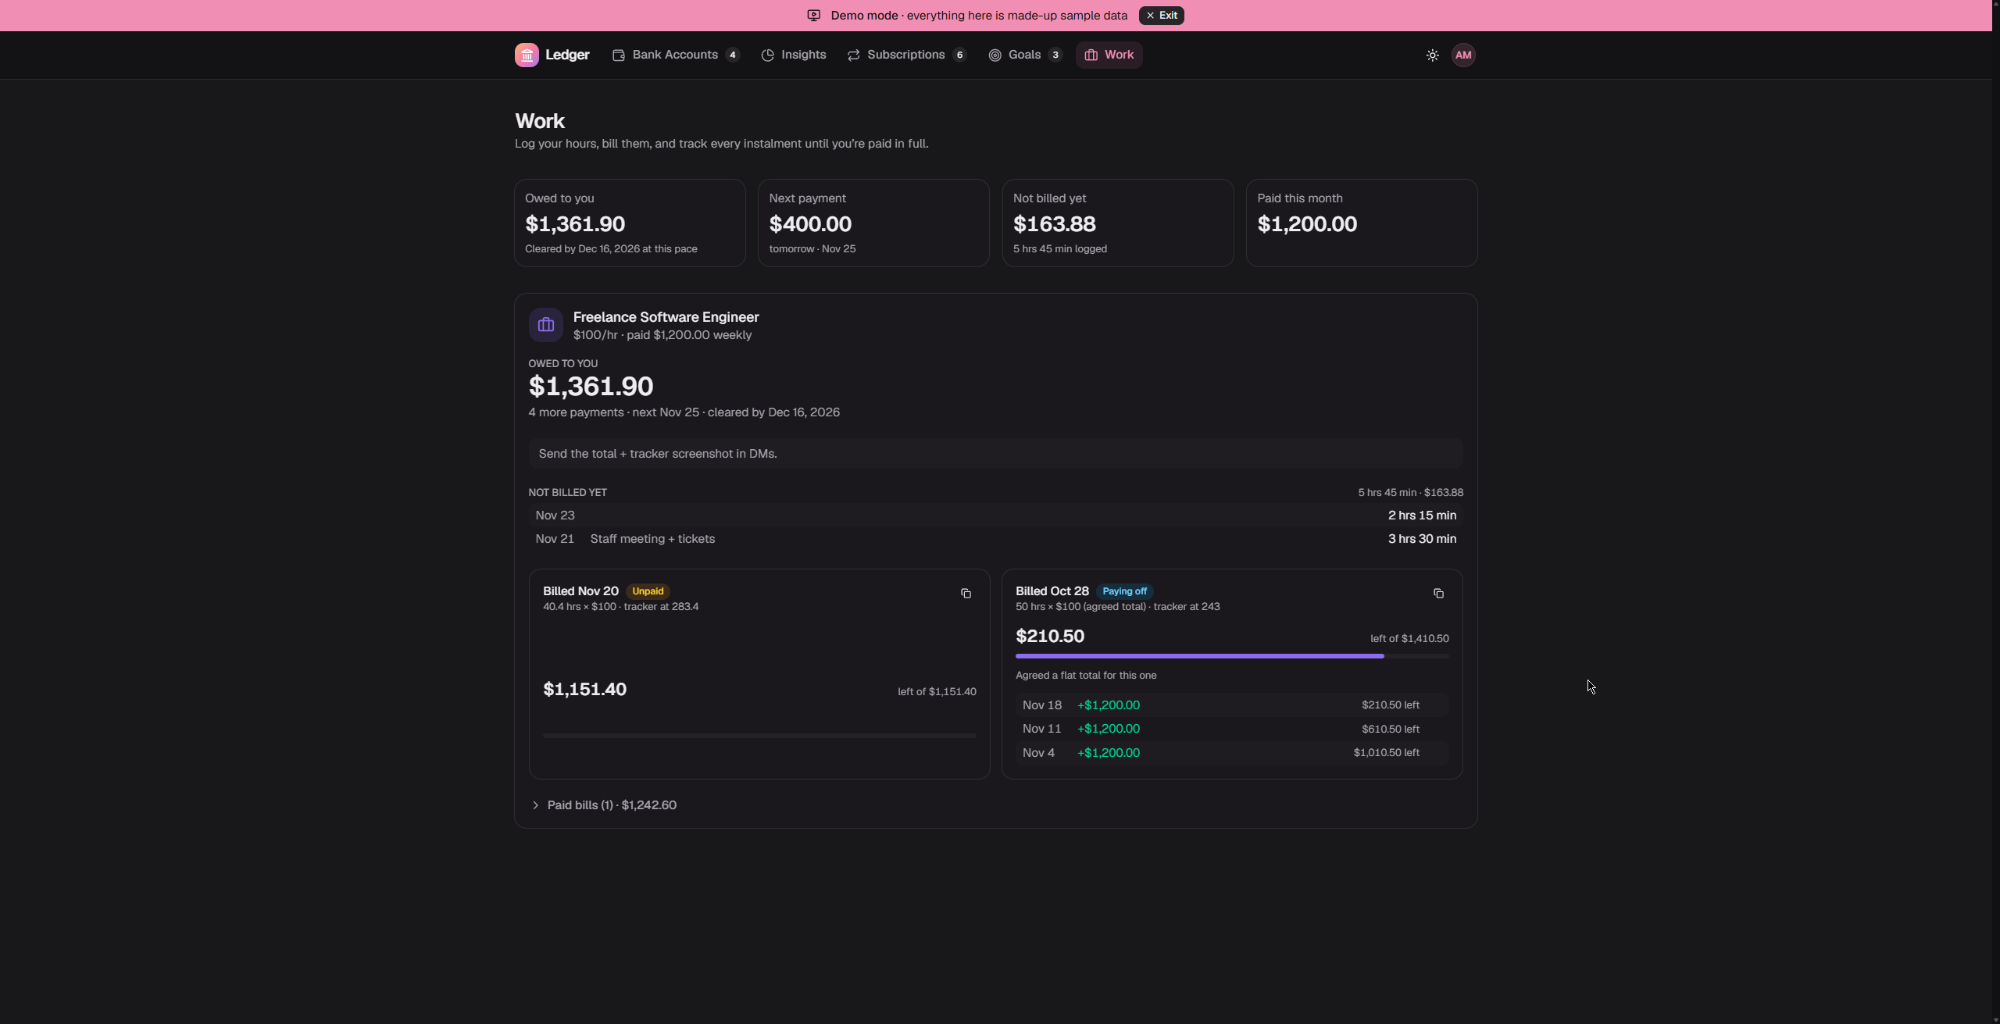 Demo mode · everything here is made-up sample data
Exit
Ledger
Bank Accounts 4
Insights
Subscriptions 6
Goals 3
Work
AM
Work
Log your hours, bill them, and track every instalment until you're paid in full.
Owed to you
$1,361.90
Cleared by Dec 16, 2026 at this pace
Next payment
$400.00
tomorrow · Nov 25
Not billed yet
$163.88
5 hrs 45 min logged
Paid this month
$1,200.00
Freelance Software Engineer
$100/hr · paid $1,200.00 weekly
OWED TO YOU
$1,361.90
4 more payments · next Nov 25 · cleared by Dec 16, 2026
Send the total + tracker screenshot in DMs.
NOT BILLED YET
5 hrs 45 min · $163.88
Nov 23 2 hrs 15 min
Nov 21 Staff meeting + tickets 3 hrs 30 min
Billed Nov 20 Unpaid
40.4 hrs × $100 · tracker at 283.4
$1,151.40 left of $1,151.40
Billed Oct 28 Paying off
50 hrs × $100 (agreed total) · tracker at 243
$210.50 left of $1,410.50
Agreed a flat total for this one
Nov 18 +$1,200.00 $210.50 left
Nov 11 +$1,200.00 $610.50 left
Nov 4 +$1,200.00 $1,010.50 left
Paid bills (1) · $1,242.60